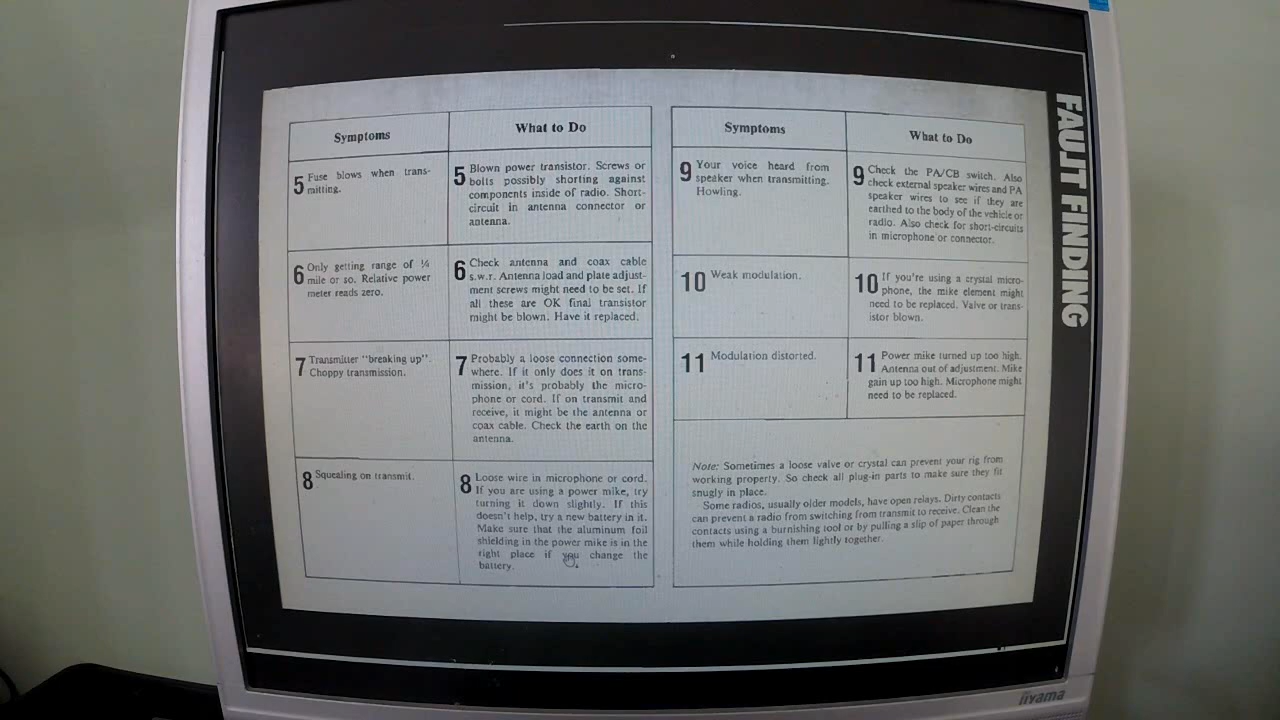 FAULT FINDING
Symptoms
What to Do
5 Fuse blows when trans-
mitting.
5 Blown power transistor. Screws or
bolts possibly shorting against
components inside of radio. Short-
circuit in antenna connector or
antenna.
6 Only getting range of ¼
mile or so. Relative power
meter reads zero.
6 Check antenna and coax cable
s.w.r. Antenna load and plate adjust-
ment screws might need to be set. If
all these are OK final transistor
might be blown. Have it replaced.
7 Transmitter "breaking up".
Choppy transmission.
7 Probably a loose connection some-
where. If it only does it on trans-
mission, it's probably the micro-
phone or cord. If on transmit and
receive, it might be the antenna or
coax cable. Check the earth on the
antenna.
8 Squealing on transmit.
8 Loose wire in microphone or cord.
If you are using a power mike, try
turning it down slightly. If this
doesn't help, try a new battery in it.
Make sure that the aluminum foil
shielding in the power mike is in the
right place if you change the
battery.
Symptoms
What to Do
9 Your voice heard from
speaker when transmitting.
Howling.
9 Check the PA/CB switch. Also
check external speaker wires and PA
speaker wires to see if they are
earthed to the body of the vehicle or
radio. Also check for short-circuits
in microphone or connector.
10 Weak modulation.
10 If you're using a crystal micro-
phone, the mike element might
need to be replaced. Valve or trans-
istor blown.
11 Modulation distorted.
11 Power mike turned up too high.
Antenna out of adjustment. Mike
gain up too high. Microphone might
need to be replaced.
Note: Sometimes a loose valve or crystal can prevent your rig from
working properly. So check all plug-in parts to make sure they fit
snugly in place.
Some radios, usually older models, have open relays. Dirty contacts
can prevent a radio from switching from transmit to receive. Clean the
contacts using a burnishing tool or by pulling a slip of paper through
them while holding them lightly together.
iiyama